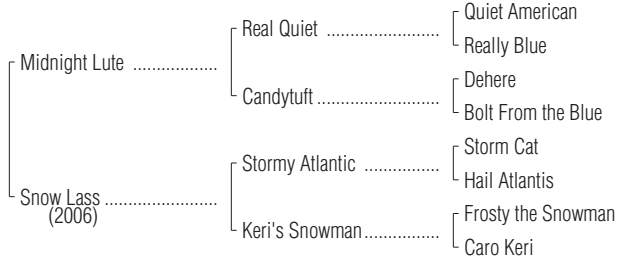 Quiet American
Real Quiet ....................
Really Blue
Midnight Lute ...............
Dehere
Candytuft ......................
Bolt From the Blue
Storm Cat
Stormy Atlantic .............
Hail Atlantis
Snow Lass ....................
(2006)
Frosty the Snowman
Keri's Snowman .............
Caro Keri